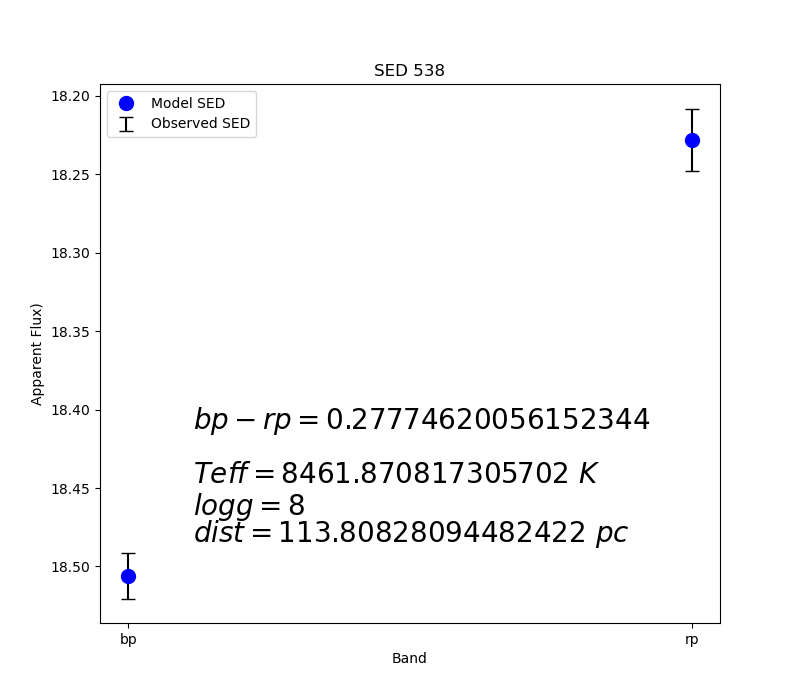 SED 538
Model SED
Observed SED
18.20
18.25
18.30
18.35
18.40
18.45
18.50
Apparent Flux)
bp − rp = 0.27774620056152344
Teff = 8461.870817305702 K
logg = 8
dist = 113.80828094482422 pc
bp
rp
Band